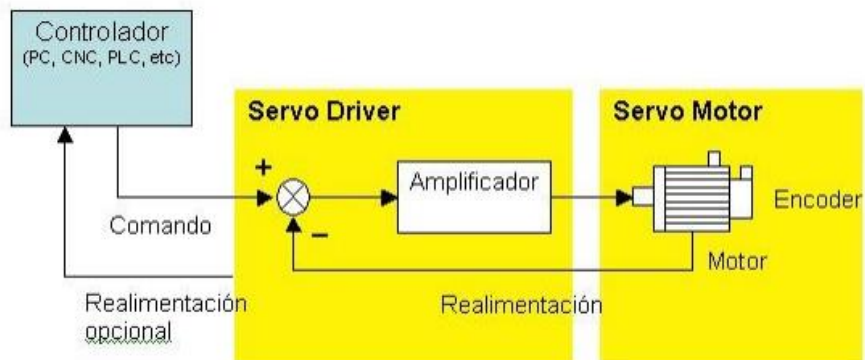 Controlador
(PC, CNC, PLC, etc)
Servo Driver
Servo Motor
+
Amplificador
Encoder
Comando
−
Motor
Realimentación
opcional
Realimentación